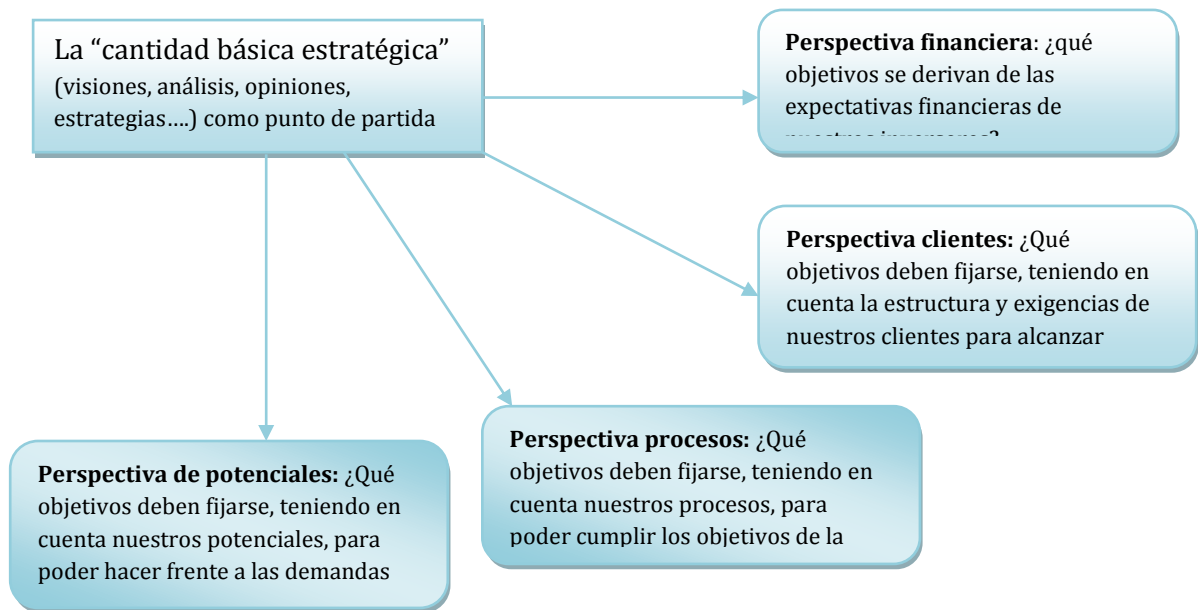 La “cantidad básica estratégica”
(visiones, análisis, opiniones,
estrategias….) como punto de partida
Perspectiva financiera: ¿qué
objetivos se derivan de las
expectativas financieras de
Perspectiva clientes: ¿Qué
objetivos deben fijarse, teniendo en
cuenta la estructura y exigencias de
nuestros clientes para alcanzar
Perspectiva procesos: ¿Qué
objetivos deben fijarse, teniendo en
cuenta nuestros procesos, para
poder cumplir los objetivos de la
Perspectiva de potenciales: ¿Qué
objetivos deben fijarse, teniendo en
cuenta nuestros potenciales, para
poder hacer frente a las demandas